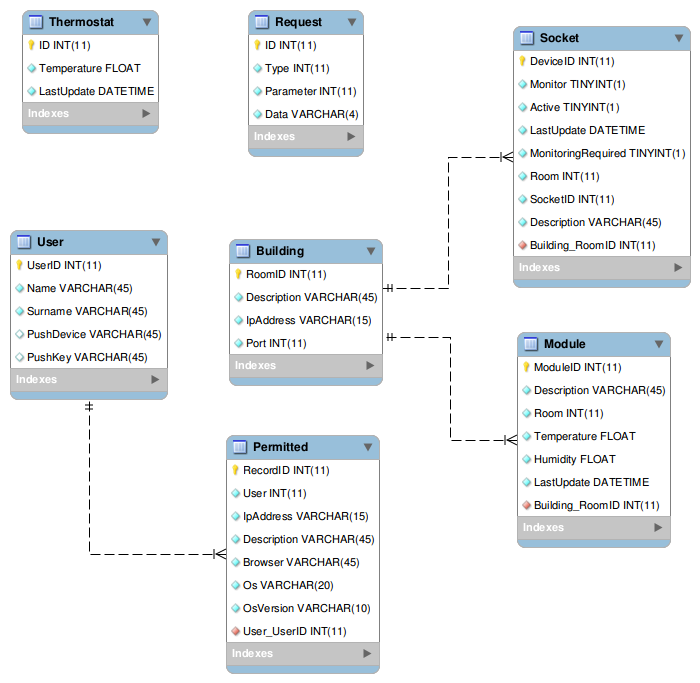 Thermostat
ID INT(11)
Temperature FLOAT
LastUpdate DATETIME
Indexes
Request
ID INT(11)
Type INT(11)
Parameter INT(11)
Data VARCHAR(4)
Indexes
Socket
DeviceID INT(11)
Monitor TINYINT(1)
Active TINYINT(1)
LastUpdate DATETIME
MonitoringRequired TINYINT(1)
Room INT(11)
SocketID INT(11)
Description VARCHAR(45)
Building_RoomID INT(11)
Indexes
User
UserID INT(11)
Name VARCHAR(45)
Surname VARCHAR(45)
PushDevice VARCHAR(45)
PushKey VARCHAR(45)
Indexes
Building
RoomID INT(11)
Description VARCHAR(45)
IpAddress VARCHAR(15)
Port INT(11)
Indexes
Module
ModuleID INT(11)
Description VARCHAR(45)
Room INT(11)
Temperature FLOAT
Humidity FLOAT
LastUpdate DATETIME
Building_RoomID INT(11)
Indexes
Permitted
RecordID INT(11)
User INT(11)
IpAddress VARCHAR(15)
Description VARCHAR(45)
Browser VARCHAR(45)
Os VARCHAR(20)
OsVersion VARCHAR(10)
User_UserID INT(11)
Indexes